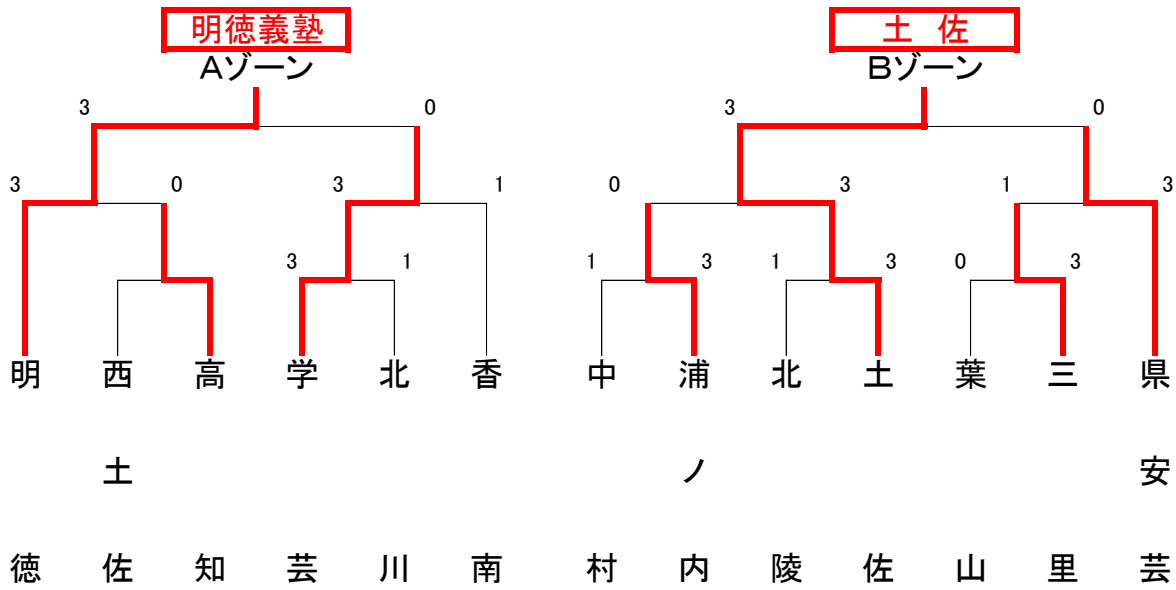 明徳義塾 土 佐
Aゾーン Bゾーン
3 0 3 0
3 0 3 1 0 3 1 3
3 1 1 3 1 3 0 3
明徳 西土佐 高知 学芸 北川 香南 中村 浦ノ内 北陵 土佐 葉山 三里 県安芸